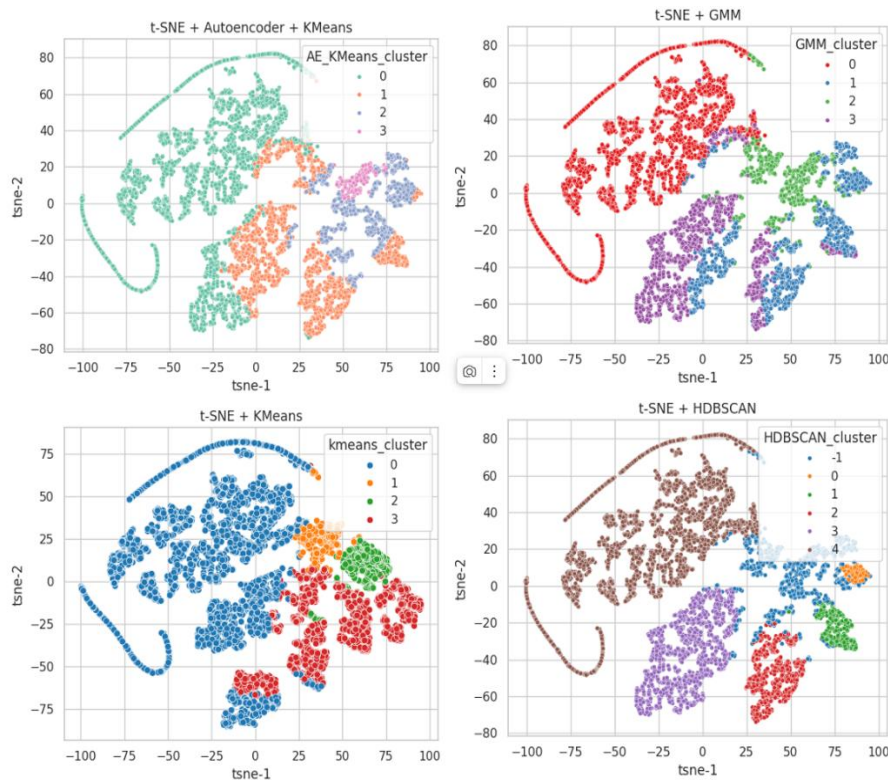 t-SNE + Autoencoder + KMeans
AE_KMeans_cluster
0
1
2
3
80
60
40
20
0
−20
−40
−60
−80
tsne-2
−100 −75 −50 −25 0 25 50 75 100
tsne-1
t-SNE + GMM
GMM_cluster
0
1
2
3
80
60
40
20
0
−20
−40
−60
−80
tsne-2
−100 −75 −50 −25 0 25 50 75 100
tsne-1
t-SNE + KMeans
kmeans_cluster
0
1
2
3
75
50
25
0
−25
−50
−75
tsne-2
−100 −75 −50 −25 0 25 50 75 100
tsne-1
t-SNE + HDBSCAN
HDBSCAN_cluster
-1
0
1
2
3
4
80
60
40
20
0
−20
−40
−60
−80
tsne-2
−100 −75 −50 −25 0 25 50 75 100
tsne-1